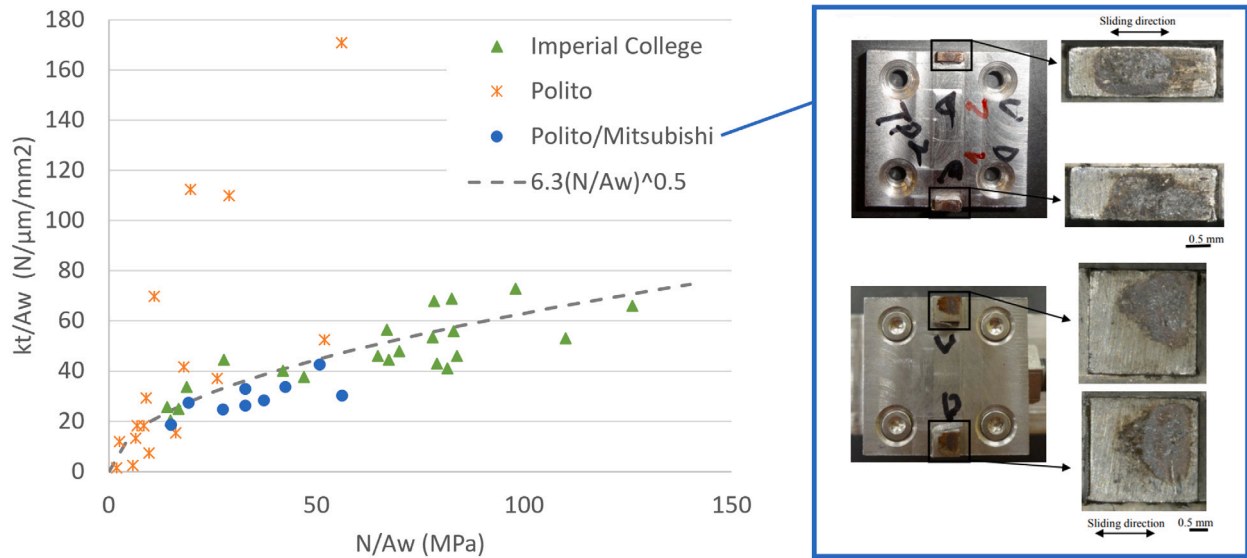 180
160
140
120
100
80
60
40
20
0
kt/Aw (N/µm/mm2)
0
50
100
150
N/Aw (MPa)
Imperial College
Polito
Polito/Mitsubishi
6.3(N/Aw)^0.5
Sliding direction
0.5 mm
Sliding direction
0.5 mm